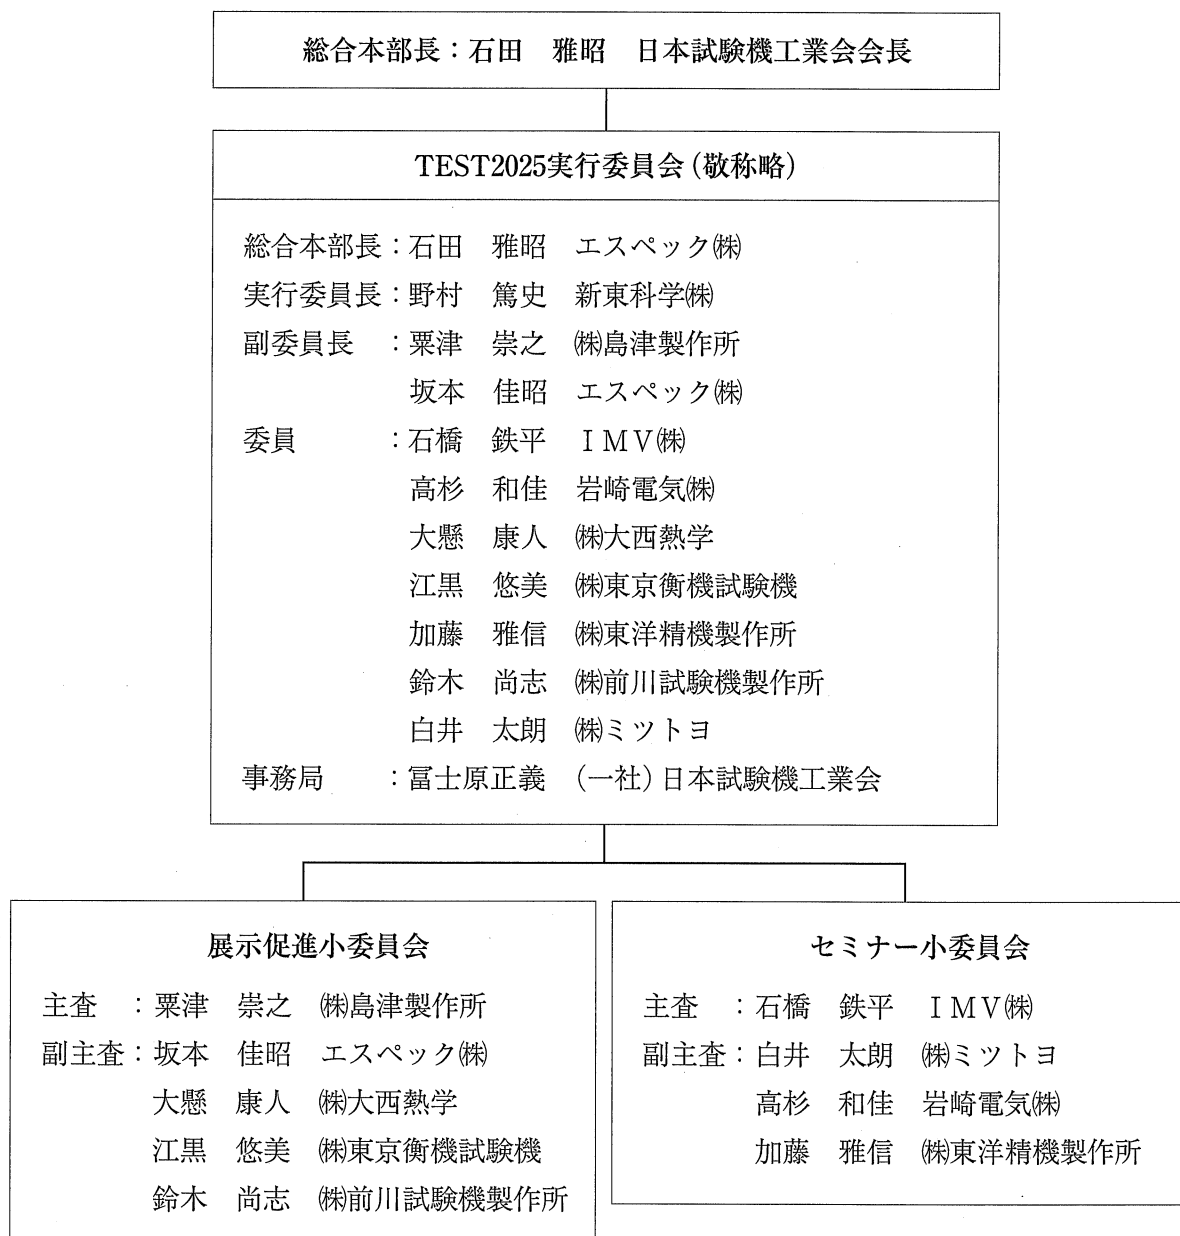 総合本部長：石田　雅昭　日本試験機工業会会長
TEST2025実行委員会（敬称略）
総合本部長：石田　雅昭　エスペック㈱
実行委員長：野村　篤史　新東科学㈱
副委員長　：粟津　崇之　㈱島津製作所
坂本　佳昭　エスペック㈱
委員　　　：石橋　鉄平　ＩＭＶ㈱
高杉　和佳　岩崎電気㈱
大懸　康人　㈱大西熱学
江黒　悠美　㈱東京衡機試験機
加藤　雅信　㈱東洋精機製作所
鈴木　尚志　㈱前川試験機製作所
白井　太朗　㈱ミツトヨ
事務局　　：冨士原正義　（一社）日本試験機工業会
展示促進小委員会
主査　：粟津　崇之　㈱島津製作所
副主査：坂本　佳昭　エスペック㈱
大懸　康人　㈱大西熱学
江黒　悠美　㈱東京衡機試験機
鈴木　尚志　㈱前川試験機製作所
セミナー小委員会
主査　：石橋　鉄平　ＩＭＶ㈱
副主査：白井　太朗　㈱ミツトヨ
高杉　和佳　岩崎電気㈱
加藤　雅信　㈱東洋精機製作所